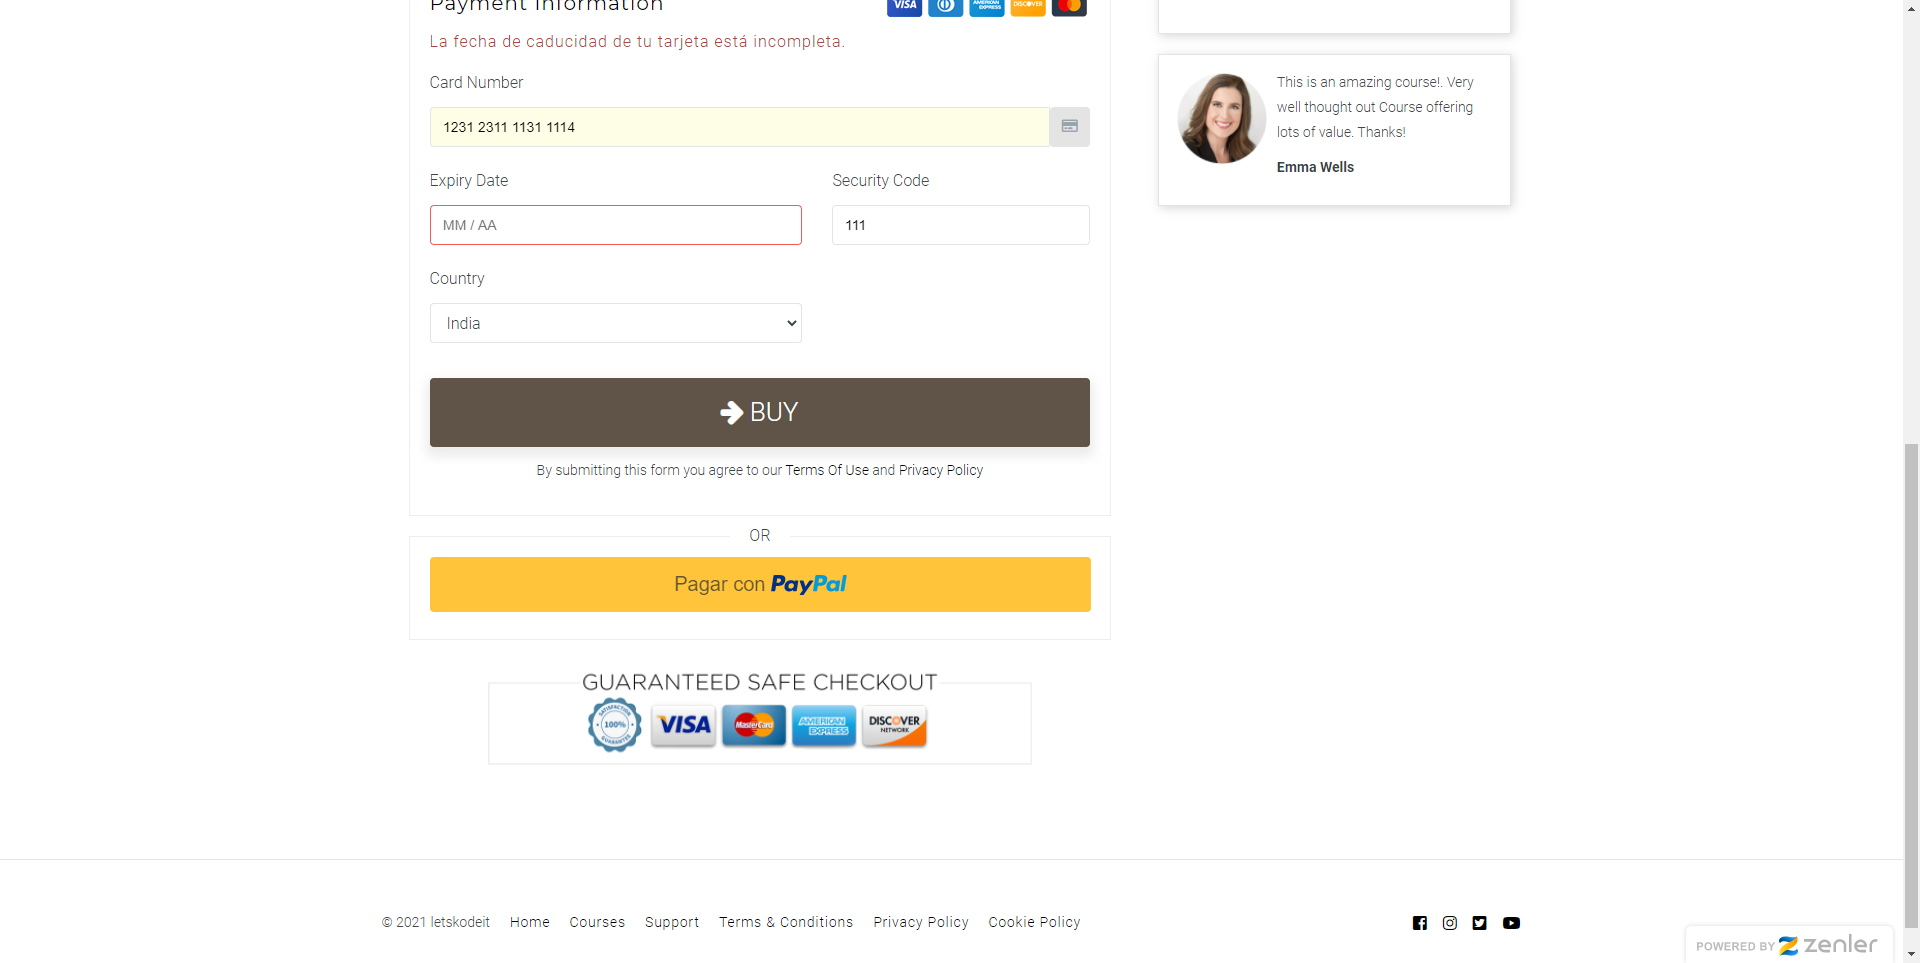 Payment Information
VISA
AMERICAN EXPRESS
DISCOVER
La fecha de caducidad de tu tarjeta está incompleta.
Card Number
1231 2311 1131 1114
Expiry Date
Security Code
MM / AA
111
Country
India
BUY
By submitting this form you agree to our Terms Of Use and Privacy Policy
OR
Pagar con PayPal
GUARANTEED SAFE CHECKOUT
SATISFACTION 100% GUARANTEE
VISA
MasterCard
AMERICAN EXPRESS
DISCOVER NETWORK
This is an amazing course!. Very
well thought out Course offering
lots of value. Thanks!
Emma Wells
© 2021 letskodeit Home Courses Support Terms & Conditions Privacy Policy Cookie Policy
POWERED BY zenler